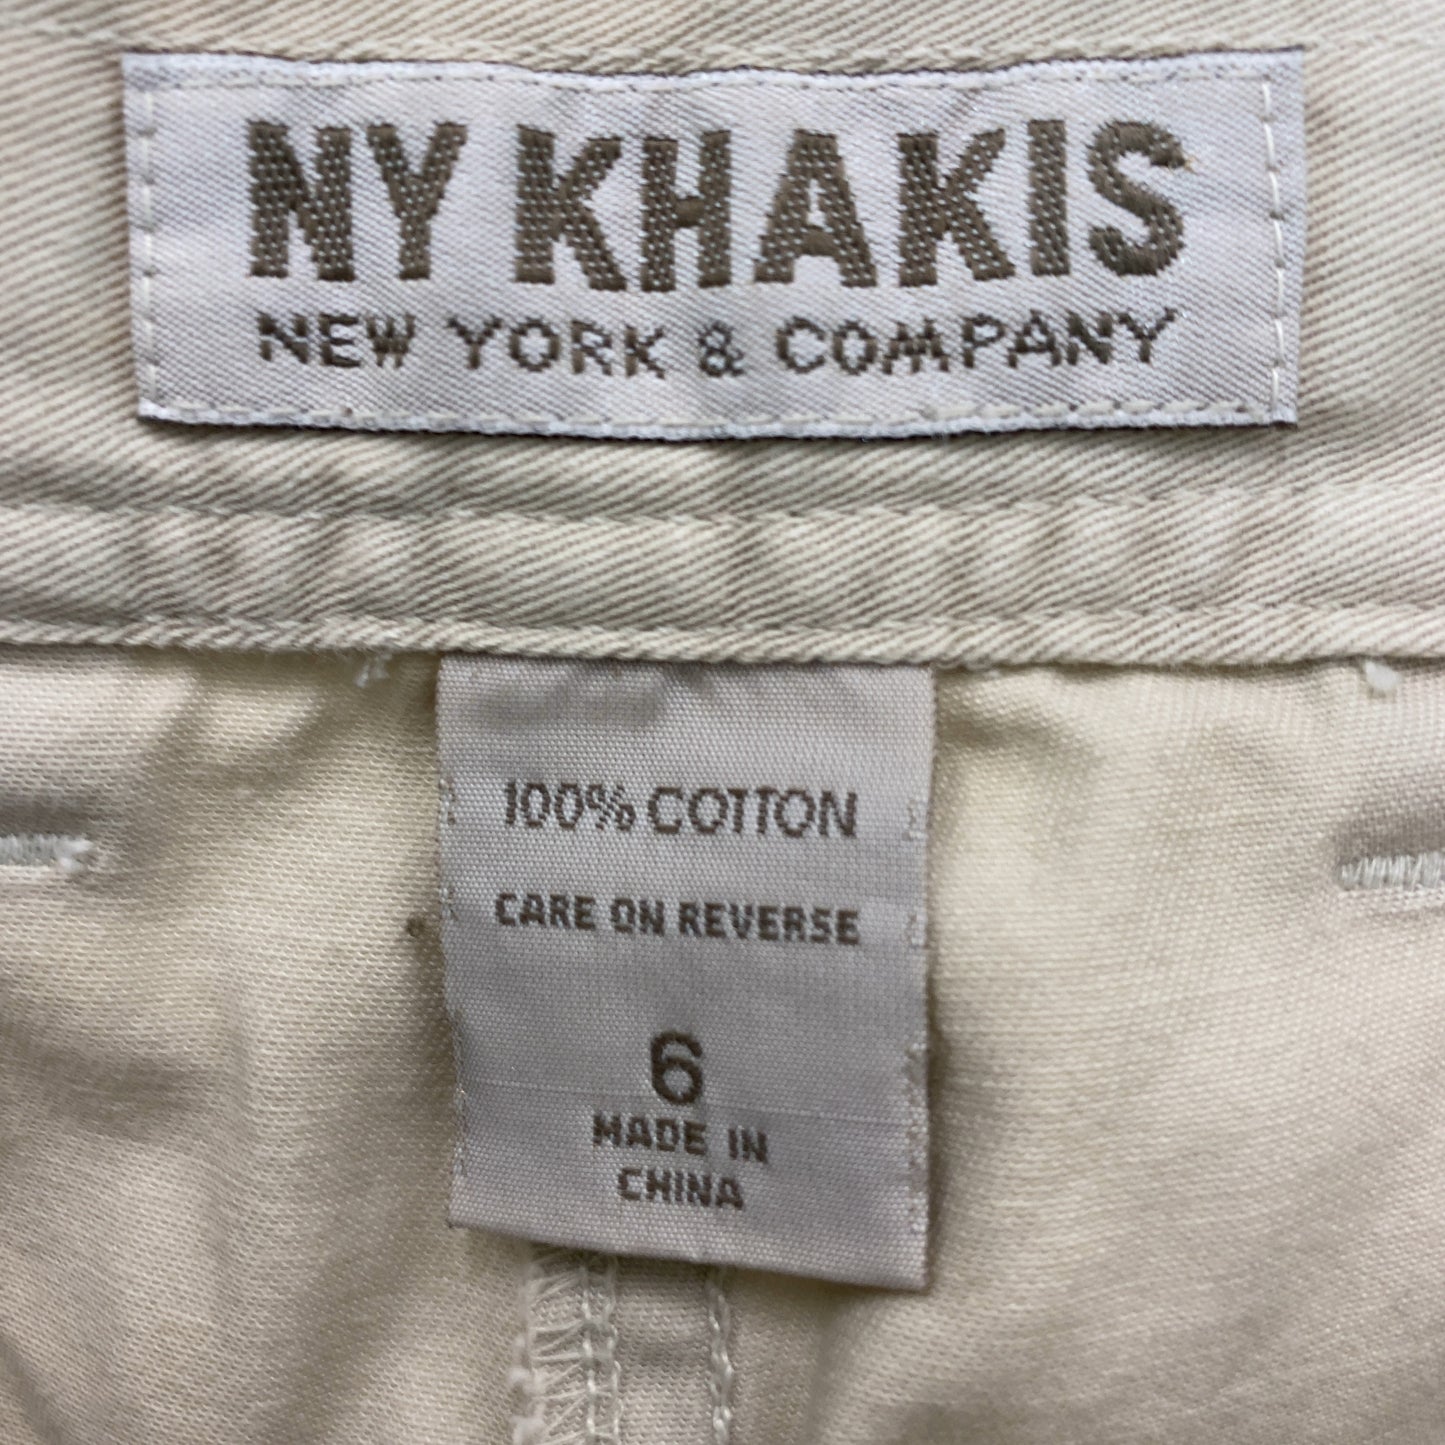 NY KHAKIS
NEW YORK & COMPANY
100% COTTON
CARE ON REVERSE
6
MADE IN
CHINA